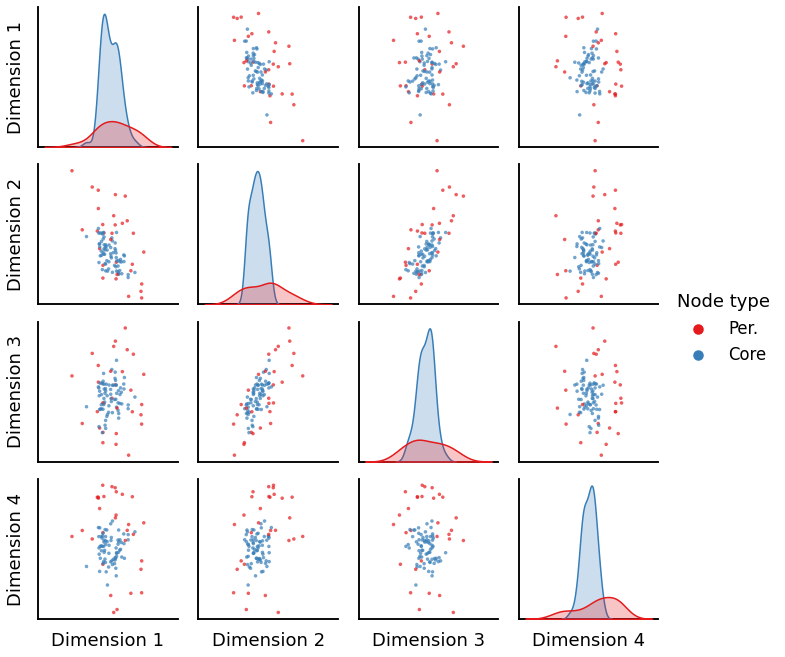 Dimension 1
Dimension 2
Node type
Per.
Core
Dimension 3
Dimension 4
Dimension 1
Dimension 2
Dimension 3
Dimension 4